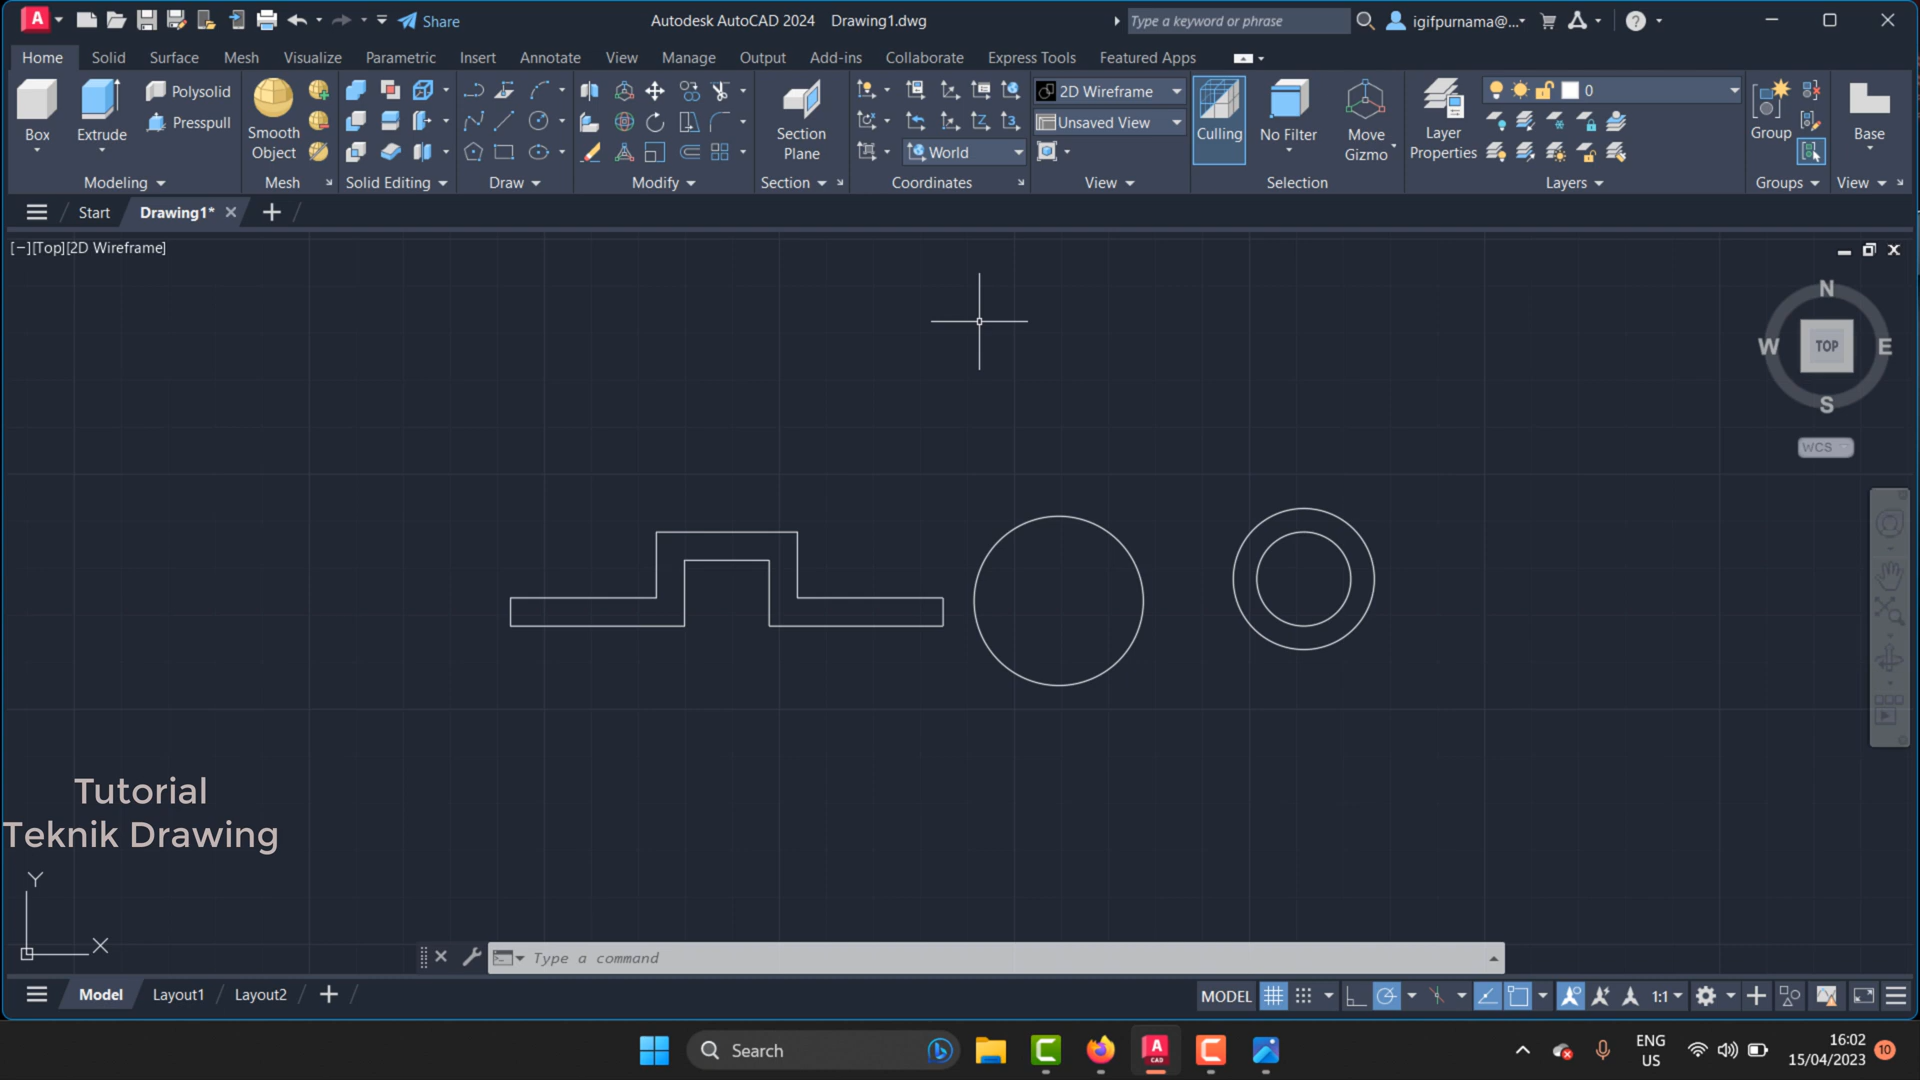 Share
Autodesk AutoCAD 2024 Drawing1.dwg
Type a keyword or phrase
igifpurnama@...
Home Solid Surface Mesh Visualize Parametric Insert Annotate View Manage Output Add-ins Collaborate Express Tools Featured Apps
Box
Extrude
Polysolid
Presspull
Smooth
Object
Section
Plane
World
2D Wireframe
Unsaved View
Culling
No Filter
Move
Gizmo
Layer
Properties
0
Group
Base
Modeling Mesh Solid Editing Draw Modify Section Coordinates View Selection Layers Groups View
Start Drawing1*
[−][Top][2D Wireframe]
N
W TOP E
S
WCS
Tutorial
Teknik Drawing
Y
X
Type a command
Model Layout1 Layout2
MODEL
1:1
Search
ENG
US
16:02
15/04/2023
10